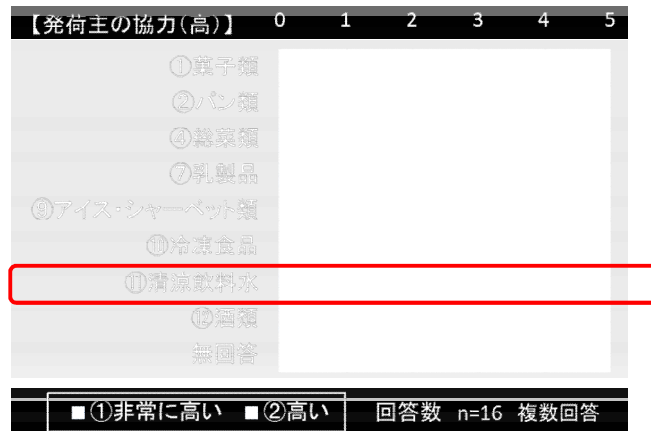 【発荷主の協力(高)】 0 1 2 3 4 5
①菓子類
②パン類
④総菜類
⑦乳製品
⑨アイス・シャーベット類
⑩冷凍食品
⑪清涼飲料水
⑫酒類
無回答
■①非常に高い ■②高い 回答数 n=16 複数回答